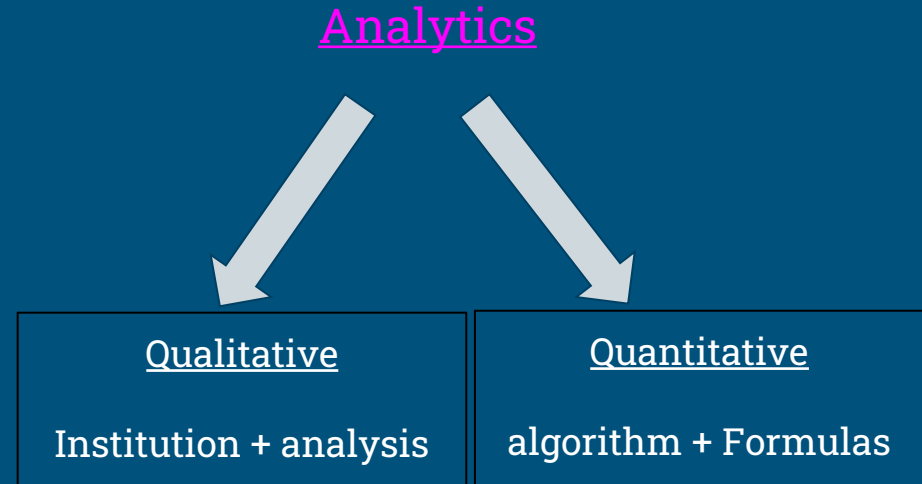 Analytics
Qualitative
Institution + analysis
Quantitative
algorithm + Formulas